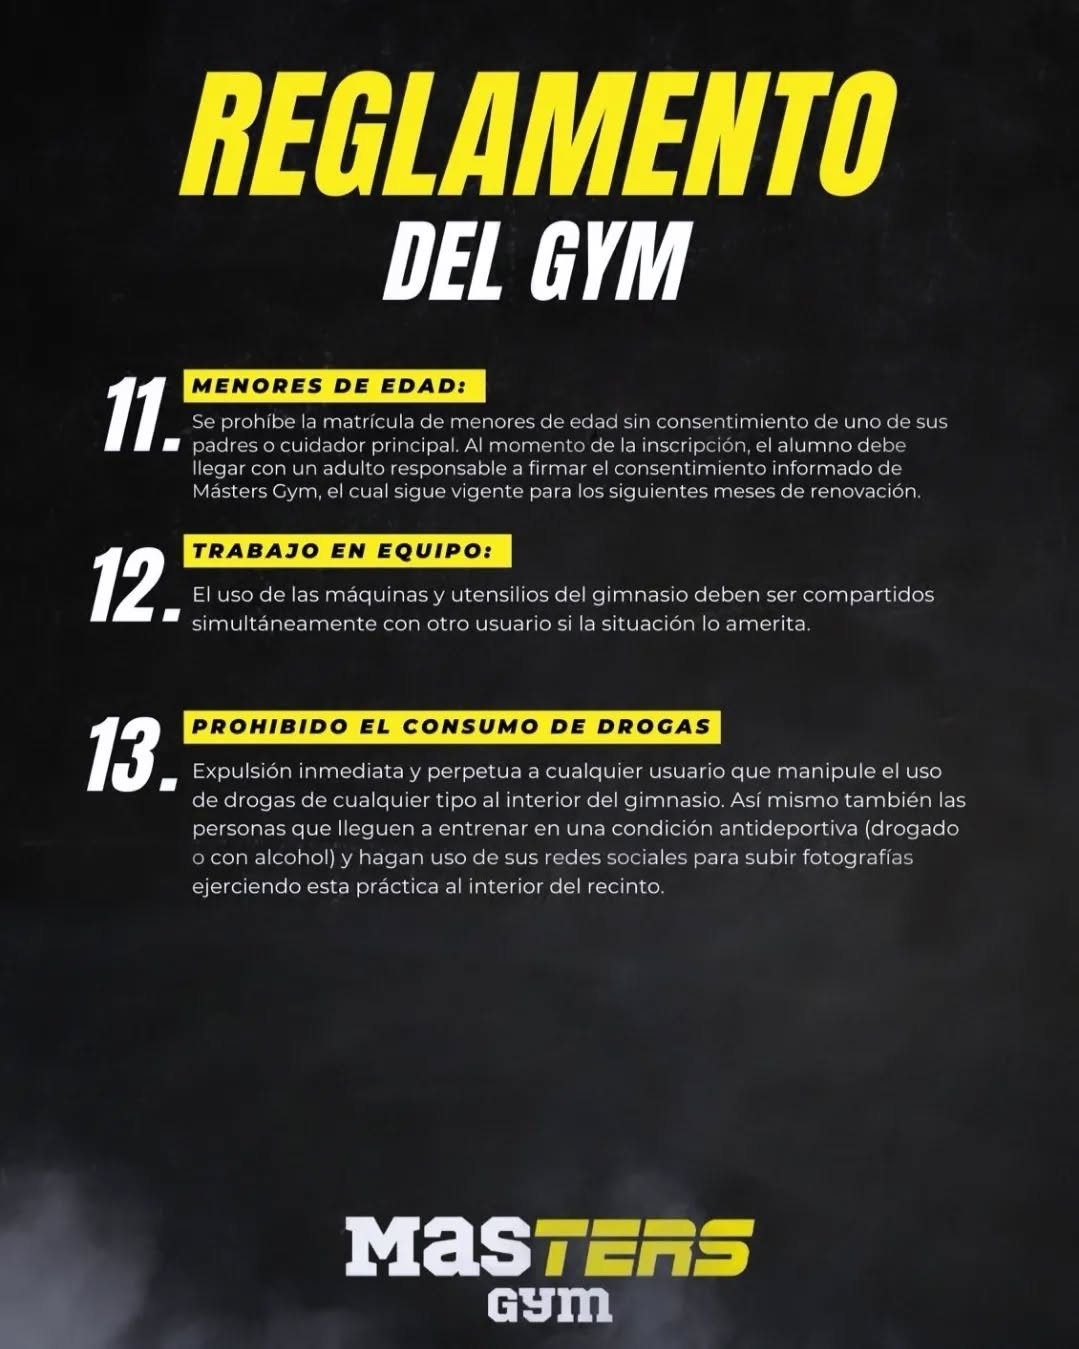 REGLAMENTO
DEL GYM
11. MENORES DE EDAD:
Se prohíbe la matrícula de menores de edad sin consentimiento de uno de sus
padres o cuidador principal. Al momento de la inscripción, el alumno debe
llegar con un adulto responsable a firmar el consentimiento informado de
Másters Gym, el cual sigue vigente para los siguientes meses de renovación.
12. TRABAJO EN EQUIPO:
El uso de las máquinas y utensilios del gimnasio deben ser compartidos
simultáneamente con otro usuario si la situación lo amerita.
13. PROHIBIDO EL CONSUMO DE DROGAS
Expulsión inmediata y perpetua a cualquier usuario que manipule el uso
de drogas de cualquier tipo al interior del gimnasio. Así mismo también las
personas que lleguen a entrenar en una condición antideportiva (drogado
o con alcohol) y hagan uso de sus redes sociales para subir fotografías
ejerciendo esta práctica al interior del recinto.
MasTERS
Gym